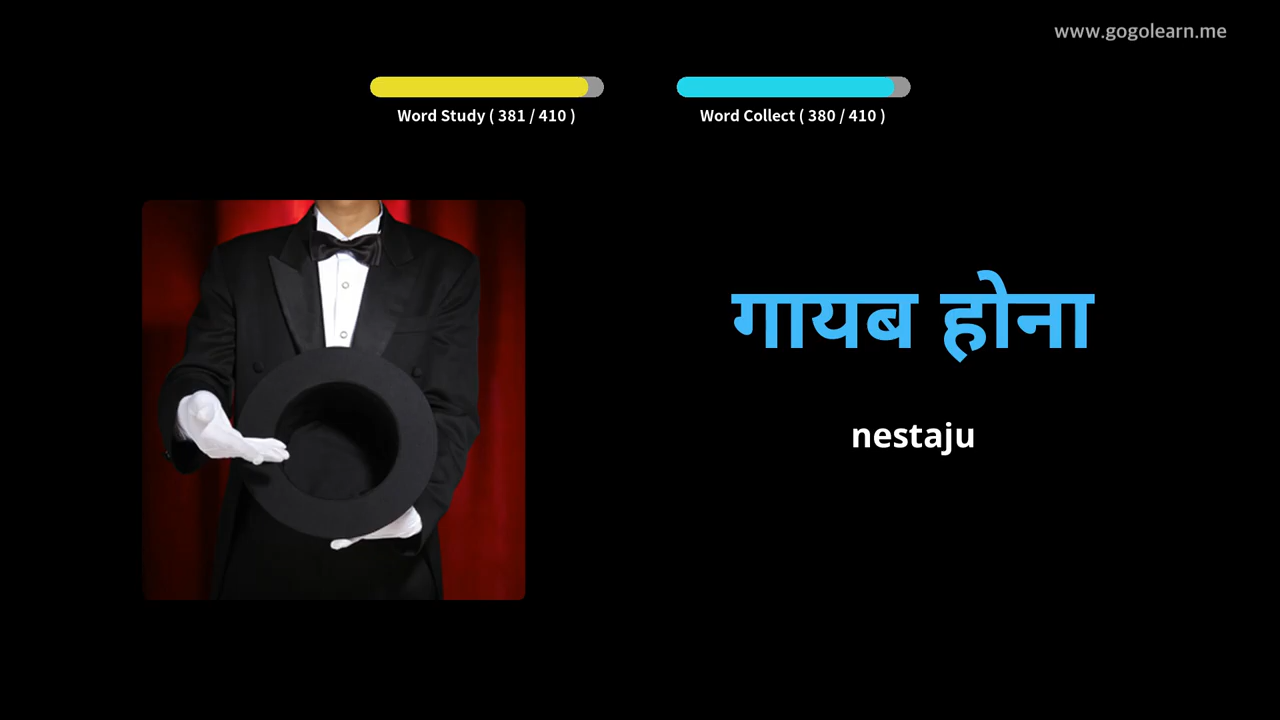 www.gogolearn.me
Word Study ( 381 / 410 )
Word Collect ( 380 / 410 )
गायब होना
nestaju